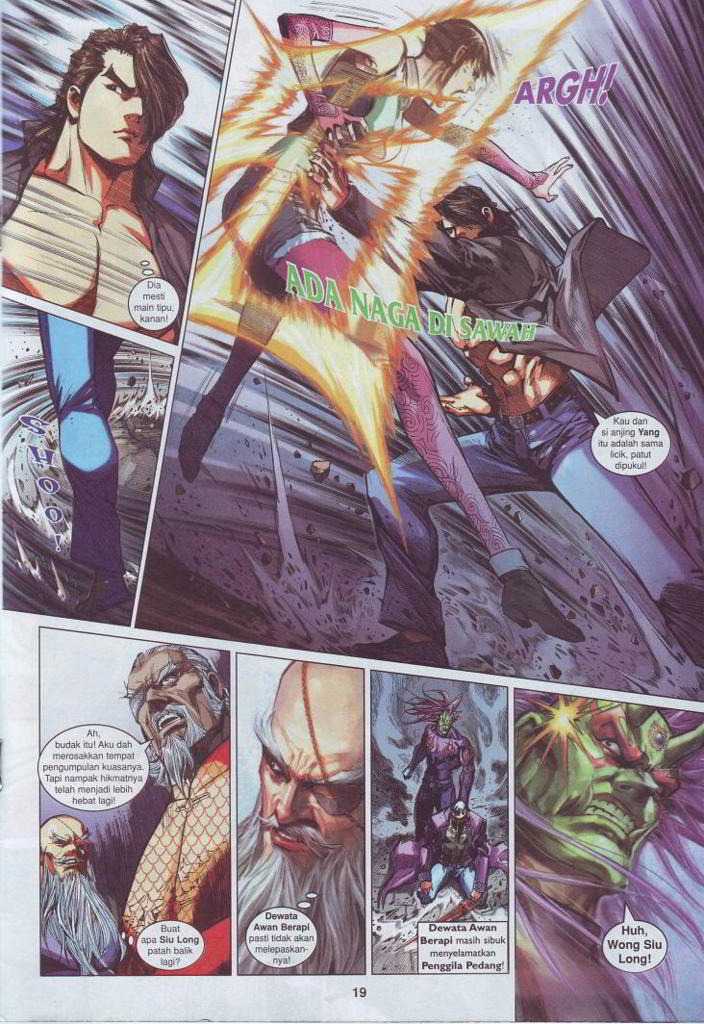 Dia
mesti
main tipu,
kanan!
ARGH!
ADA NAGA DI SAWAH
Kau dan
si anjing Yang
itu adalah sama
licik, patut
dipukul!
SHOO!
Ah,
budak itu! Aku dah
merosakkan tempat
pengumpulan kuasanya.
Tapi nampak hikmatnya
telah menjadi lebih
hebat lagi!
Buat
apa Siu Long
patah balik
lagi?
Dewata
Awan Berapi
pasti tidak akan
melepaskan-
nya!
Dewata Awan
Berapi masih sibuk
menyelamatkan
Penggila Pedang!
Huh,
Wong Siu
Long!
19